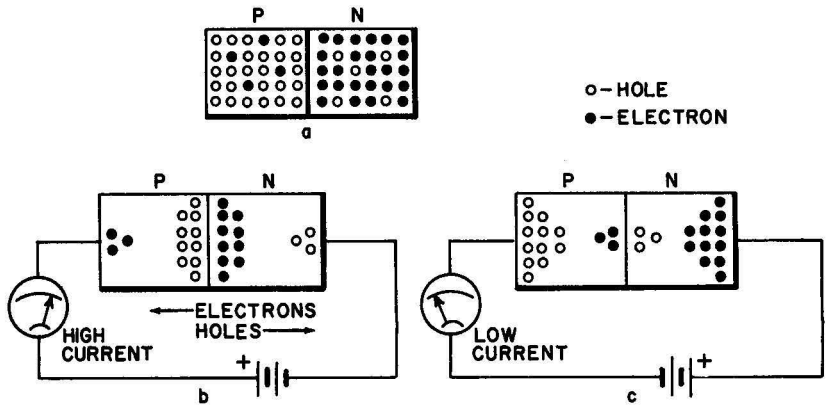 P N
a
O-HOLE
●-ELECTRON
P N
ELECTRONS
HOLES
HIGH
CURRENT
+
b
P N
LOW
CURRENT
+
c